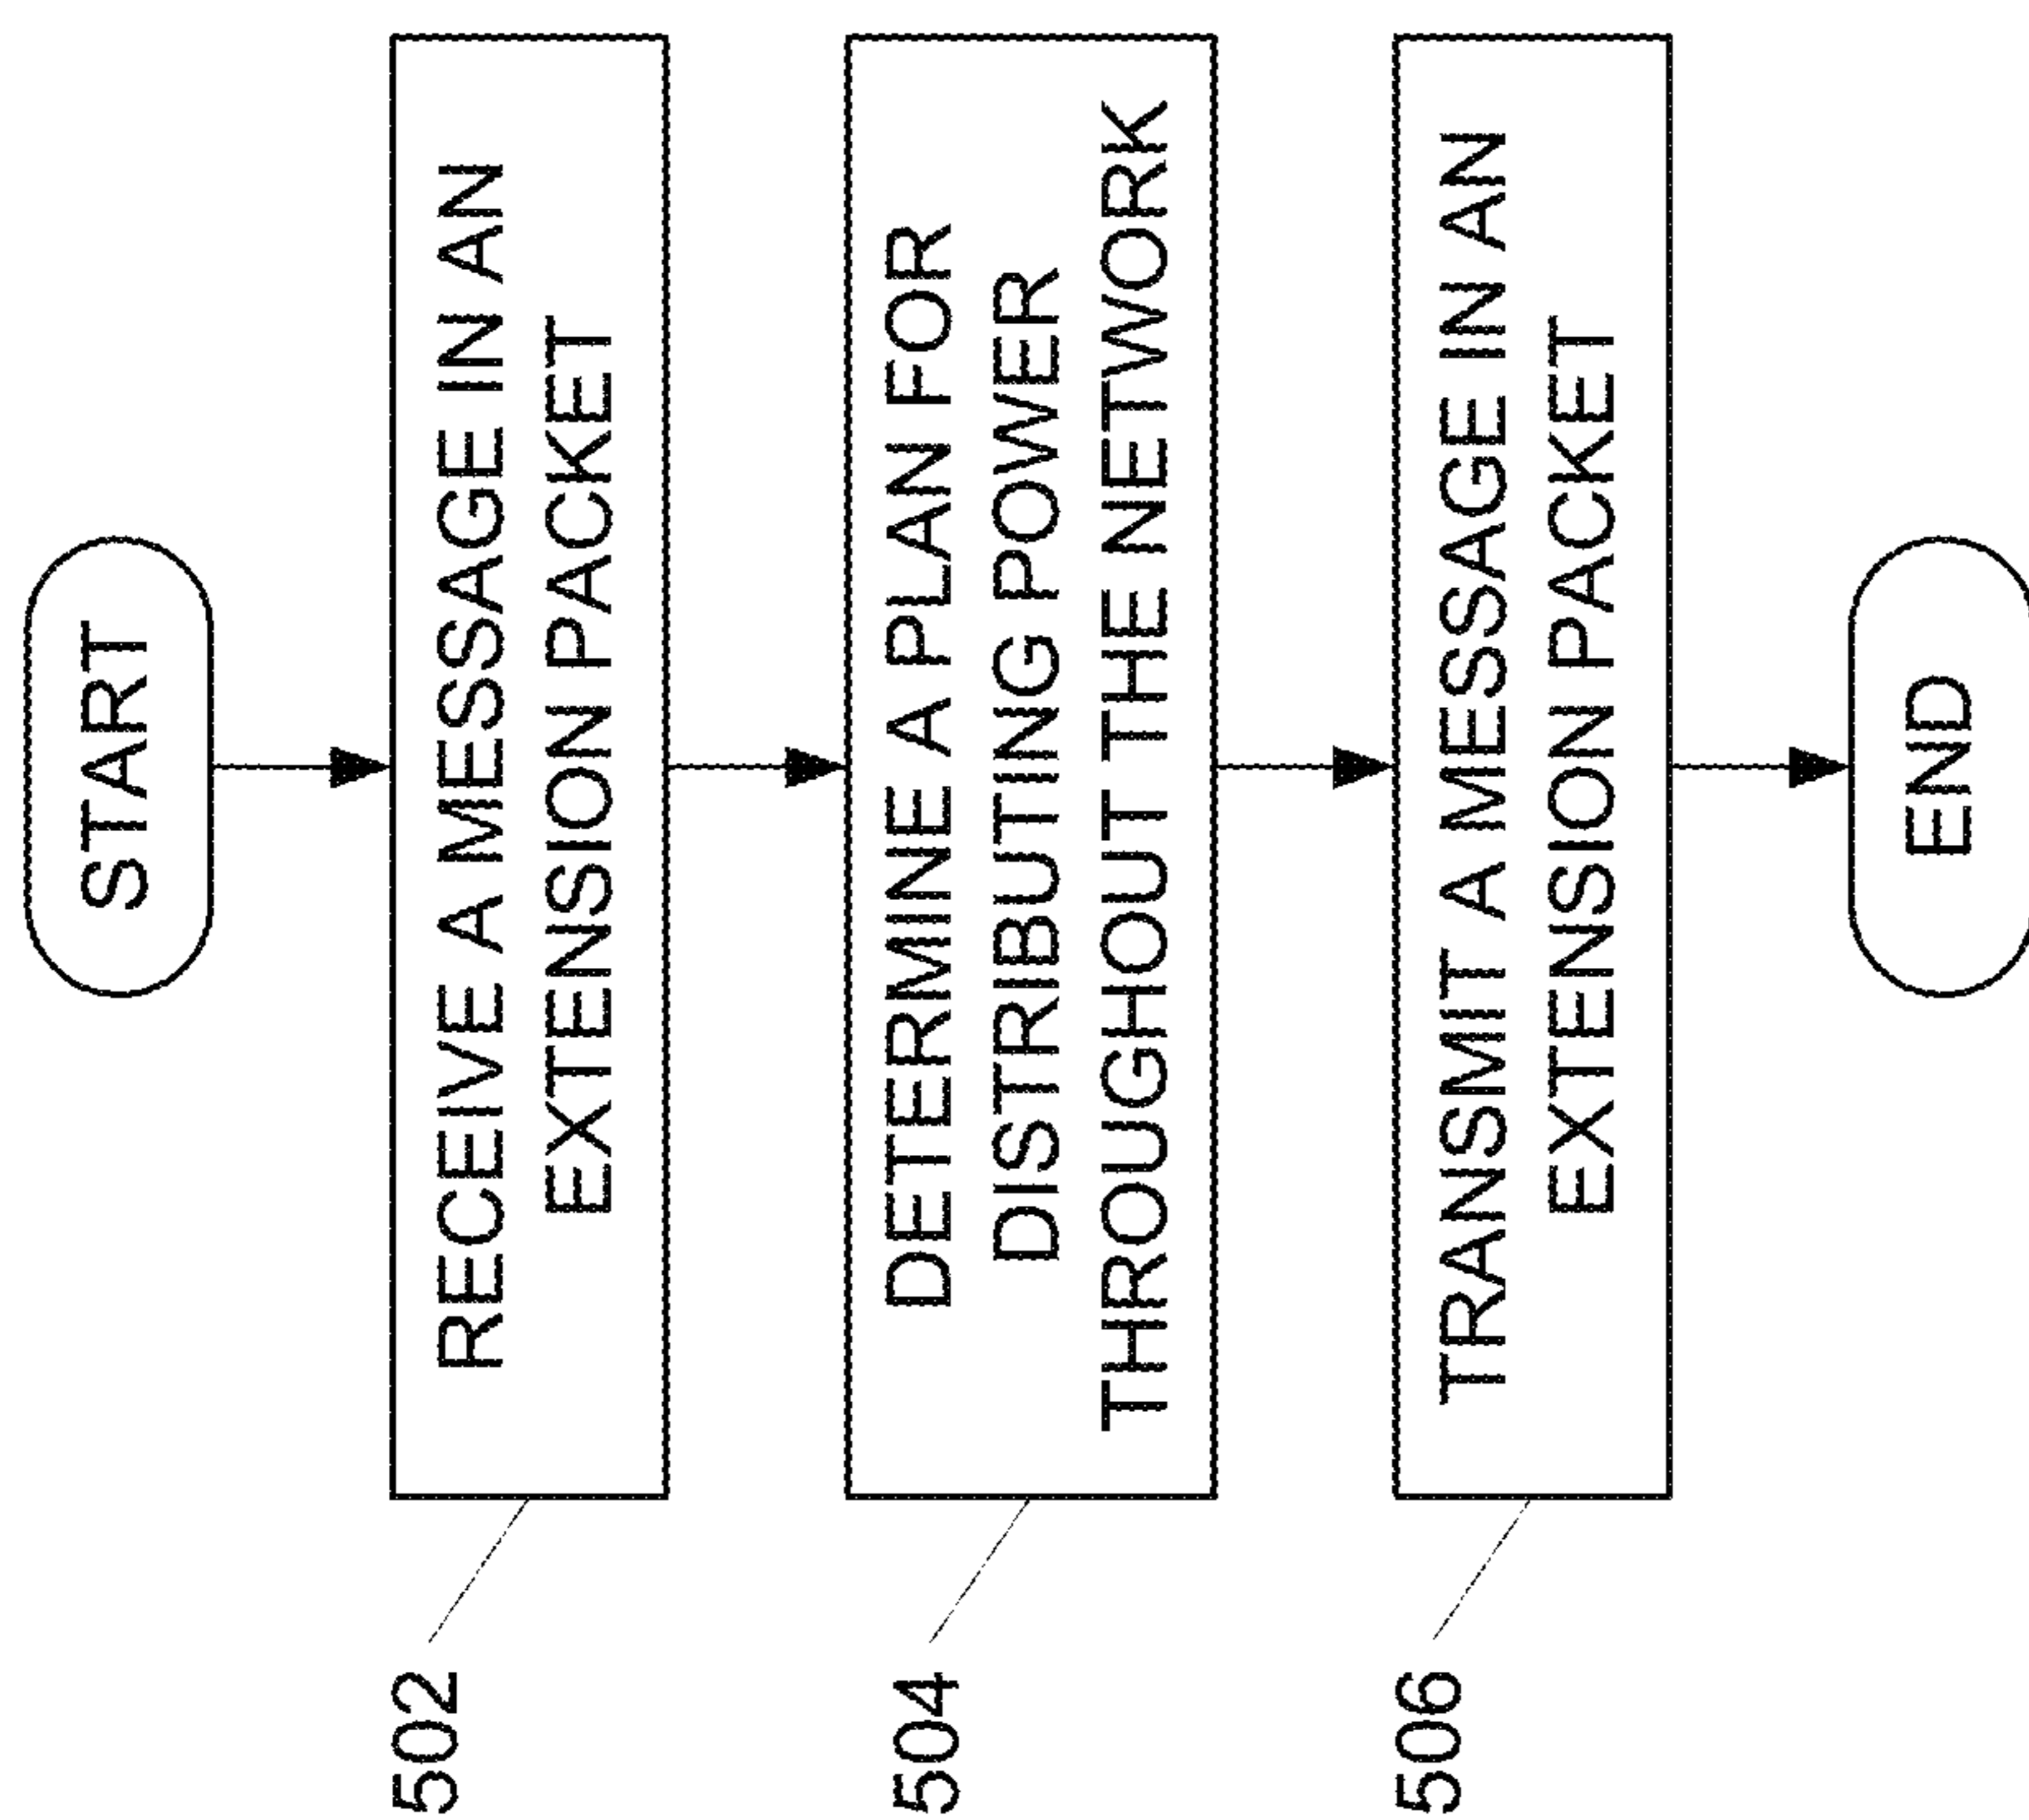 START
502
RECEIVE A MESSAGE IN AN
EXTENSION PACKET
504
DETERMINE A PLAN FOR
DISTRIBUTING POWER
THROUGHOUT THE NETWORK
506
TRANSMIT A MESSAGE IN AN
EXTENSION PACKET
END